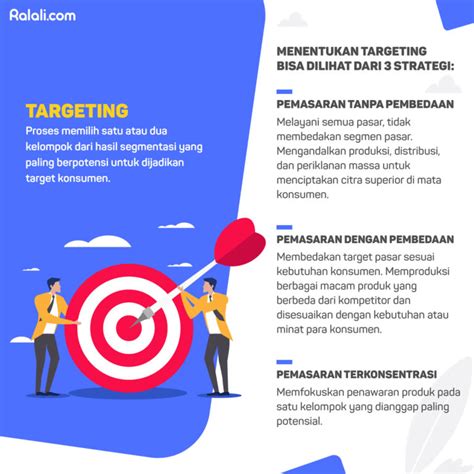 Ralali.com
TARGETING
Proses memilih satu atau dua
kelompok dari hasil segmentasi yang
paling berpotensi untuk dijadikan
target konsumen.
MENENTUKAN TARGETING
BISA DILIHAT DARI 3 STRATEGI:
PEMASARAN TANPA PEMBEDAAN
Melayani semua pasar, tidak
membedakan segmen pasar.
Mengandalkan produksi, distribusi,
dan periklanan massa untuk
menciptakan citra superior di mata
konsumen.
PEMASARAN DENGAN PEMBEDAAN
Membedakan target pasar sesuai
kebutuhan konsumen. Memproduksi
berbagai macam produk yang
berbeda dari kompetitor dan
disesuaikan dengan kebutuhan atau
minat para konsumen.
PEMASARAN TERKONSENTRASI
Memfokuskan penawaran produk pada
satu kelompok yang dianggap paling
potensial.